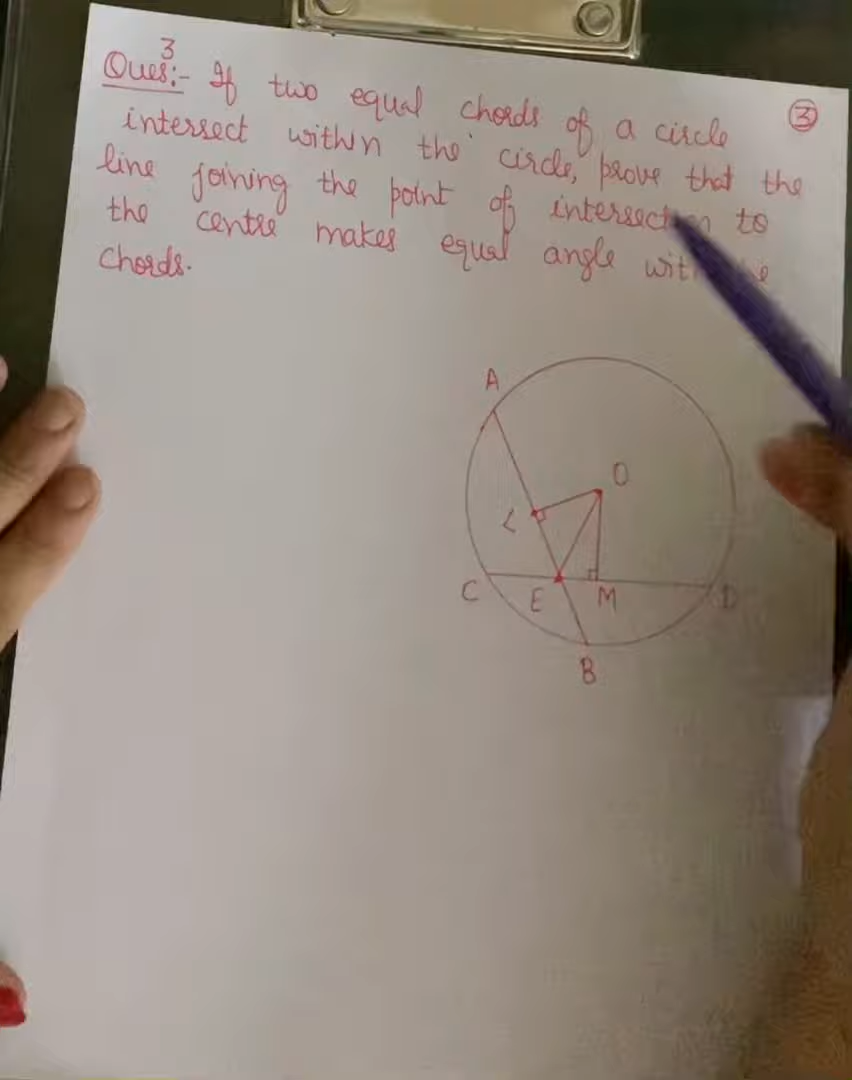 3
Ques:- If two equal chords of a circle
③
intersect within the circle, prove that the
line joining the point of intersection to
the centre makes equal angle with
chords.
A
O
L
C
E
M
D
B